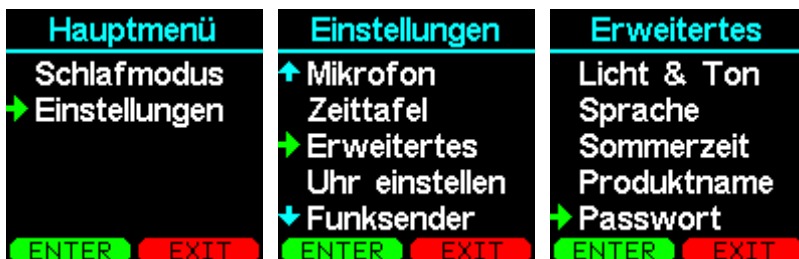 Hauptmenü
Schlafmodus
Einstellungen
ENTER EXIT
Einstellungen
Mikrofon
Zeittafel
Erweitertes
Uhr einstellen
Funksender
ENTER EXIT
Erweitertes
Licht & Ton
Sprache
Sommerzeit
Produktname
Passwort
ENTER EXIT